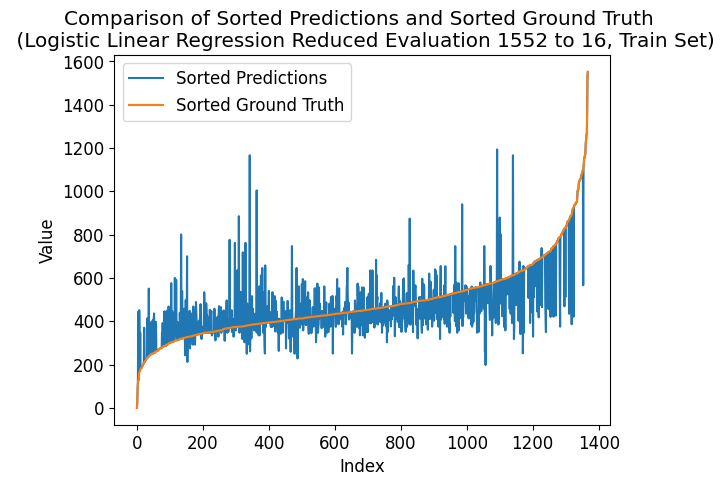 Comparison of Sorted Predictions and Sorted Ground Truth
(Logistic Linear Regression Reduced Evaluation 1552 to 16, Train Set)
Sorted Predictions
Sorted Ground Truth
Value
1600
1400
1200
1000
800
600
400
200
0
0 200 400 600 800 1000 1200 1400
Index